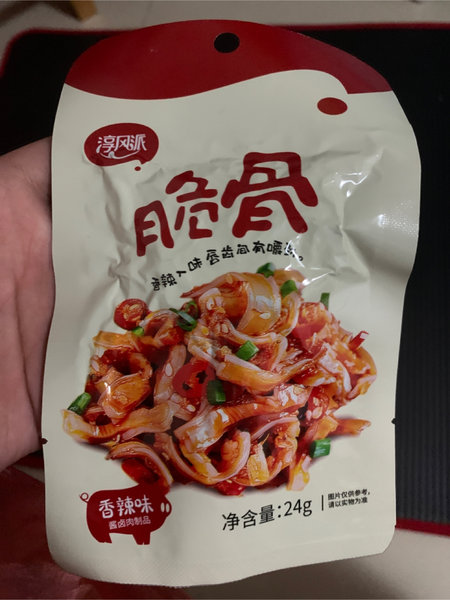 淳风派
脆骨
香辣入味 唇齿间有嚼
香辣味
酱卤肉制品
净含量:24g
图片仅供参考,
请以实物为准